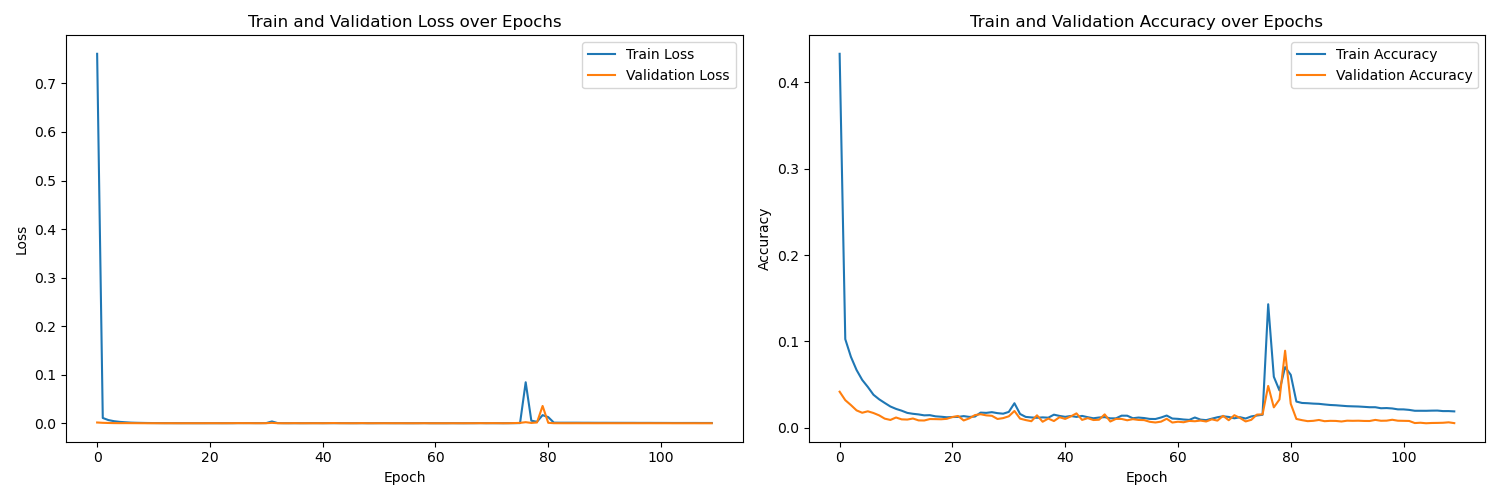 Train and Validation Loss over Epochs
Train Loss
Validation Loss
0.7
0.6
0.5
0.4
0.3
0.2
0.1
0.0
Loss
0
20
40
60
80
100
Epoch
Train and Validation Accuracy over Epochs
Train Accuracy
Validation Accuracy
0.4
0.3
0.2
0.1
0.0
Accuracy
0
20
40
60
80
100
Epoch